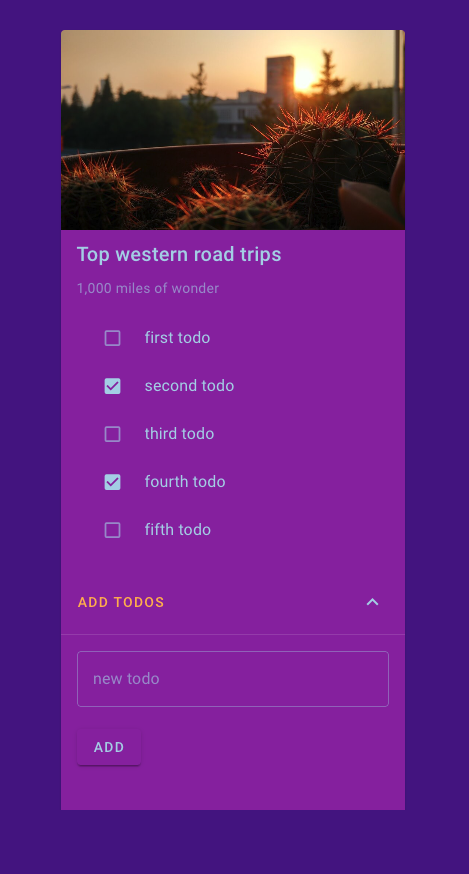 Top western road trips
1,000 miles of wonder
first todo
second todo
third todo
fourth todo
fifth todo
ADD TODOS
new todo
ADD